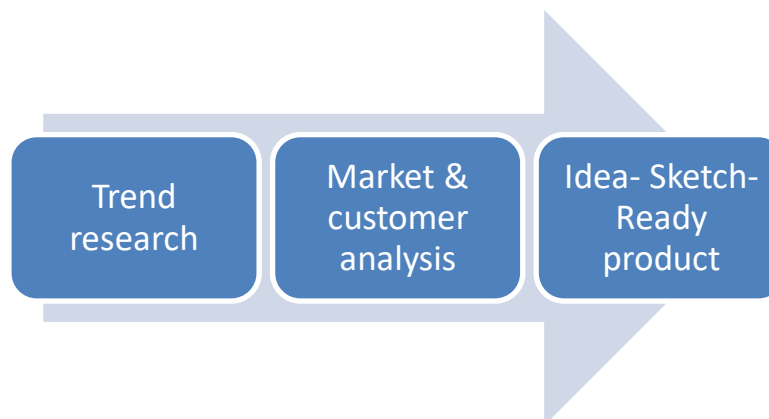 Trend
research
Market &
customer
analysis
Idea- Sketch-
Ready
product